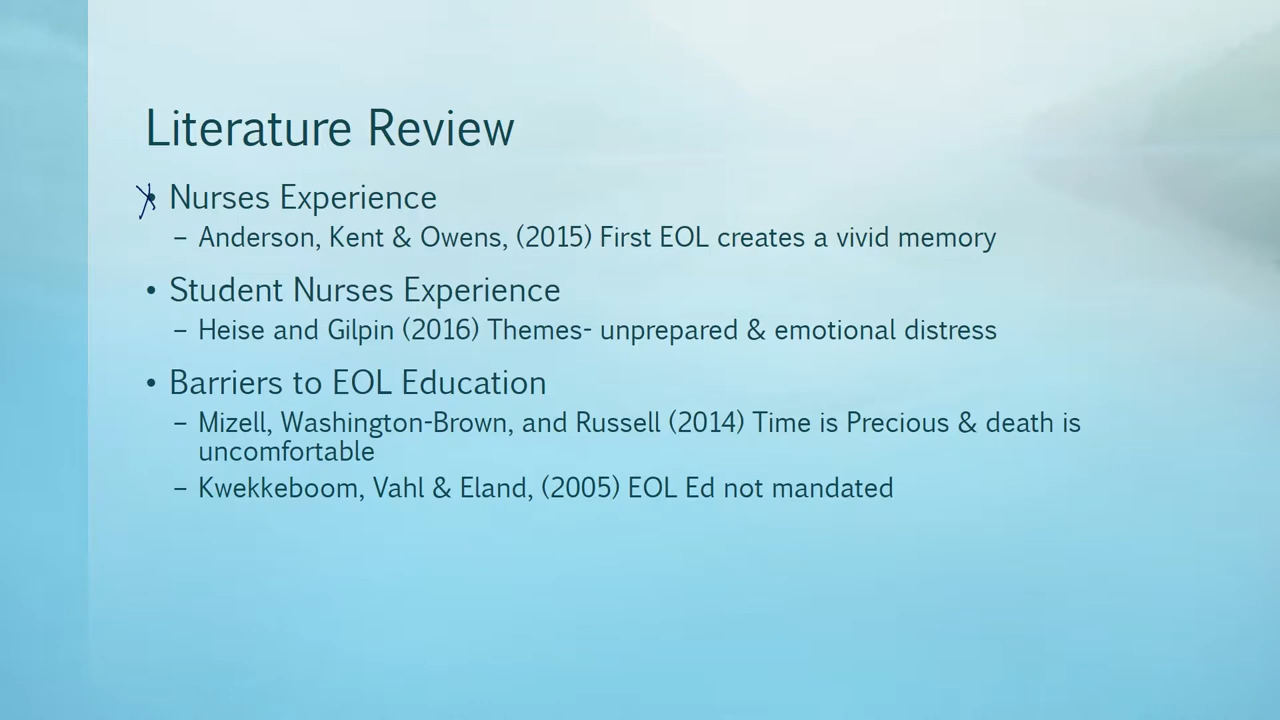 Literature Review
• Nurses Experience
– Anderson, Kent & Owens, (2015) First EOL creates a vivid memory
• Student Nurses Experience
– Heise and Gilpin (2016) Themes- unprepared & emotional distress
• Barriers to EOL Education
– Mizell, Washington-Brown, and Russell (2014) Time is Precious & death is
uncomfortable
– Kwekkeboom, Vahl & Eland, (2005) EOL Ed not mandated